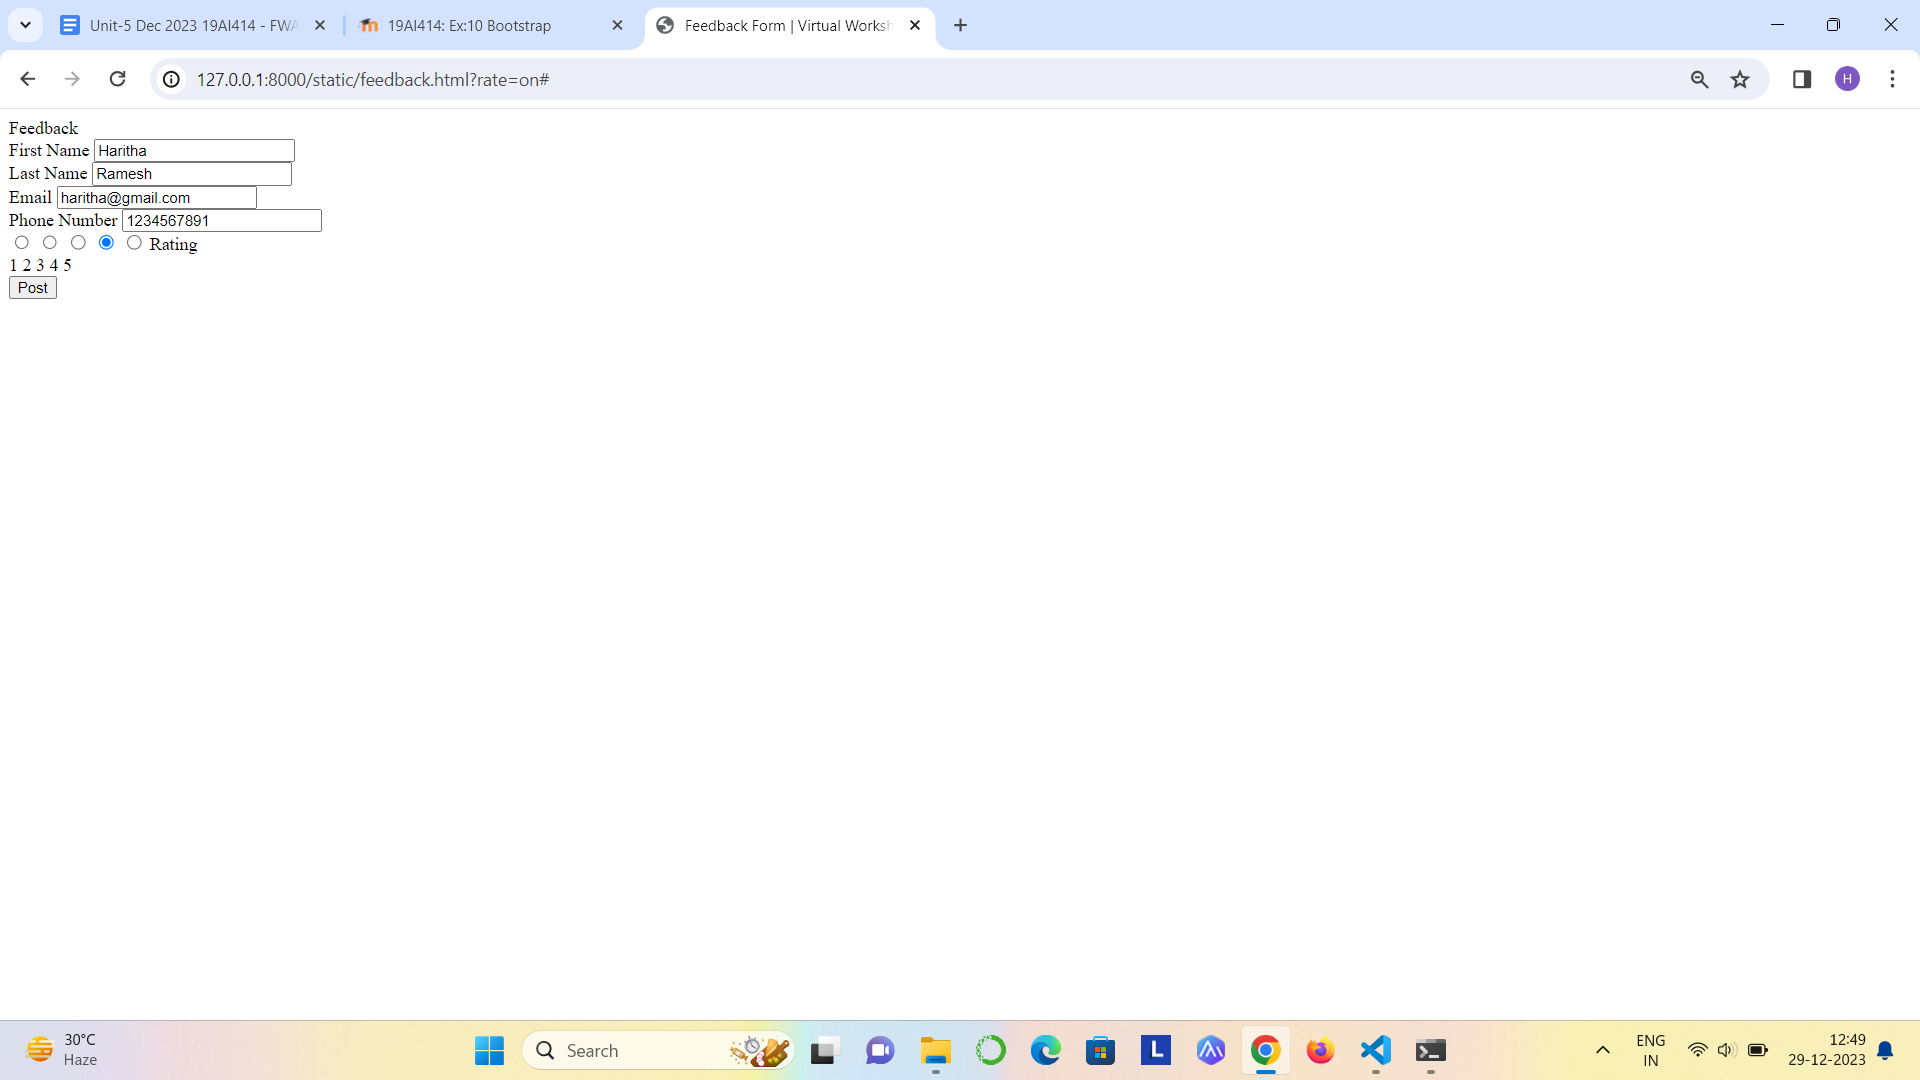 Unit-5 Dec 2023 19AI414 - FWA
19AI414: Ex:10 Bootstrap
Feedback Form | Virtual Worksh
127.0.0.1:8000/static/feedback.html?rate=on#
H
Feedback
First Name Haritha
Last Name Ramesh
Email haritha@gmail.com
Phone Number 1234567891
Rating
1 2 3 4 5
Post
30°C
Haze
Search
L
ENG
IN
12:49
29-12-2023